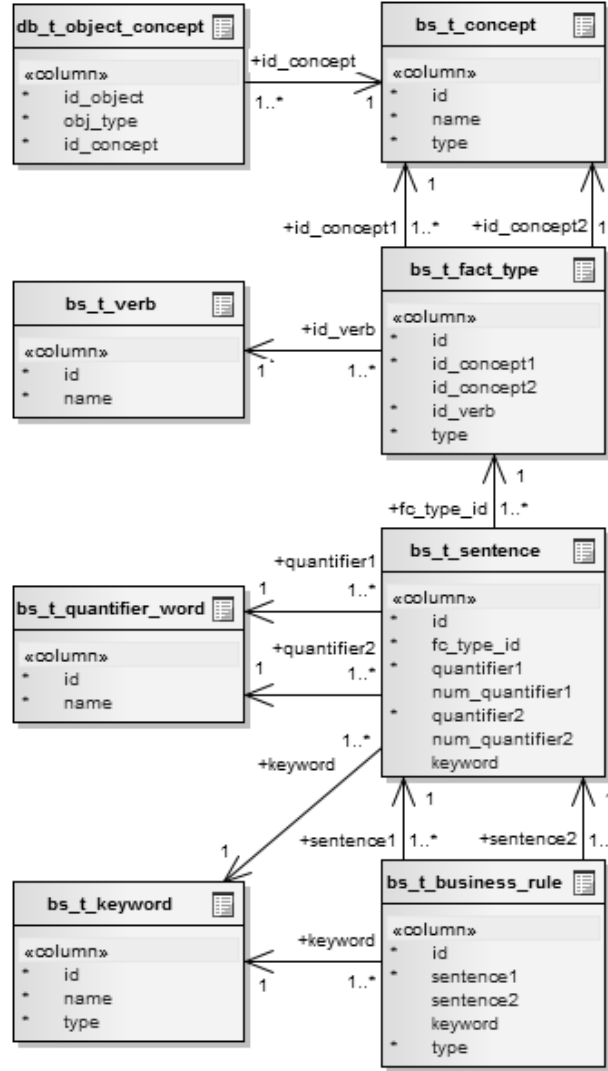 db_t_object_concept
«column»
* id_object
* obj_type
* id_concept
+id_concept
1..*
1
bs_t_concept
«column»
* id
* name
* type
1
1
+id_concept1
1..*
+id_concept2
bs_t_verb
«column»
* id
* name
+id_verb
1
1..*
bs_t_fact_type
«column»
* id
* id_concept1
id_concept2
* id_verb
* type
1
+fc_type_id
1..*
bs_t_quantifier_word
«column»
* id
* name
+quantifier1
1
1..*
+quantifier2
1
1..*
bs_t_sentence
«column»
* id
* fc_type_id
* quantifier1
num_quantifier1
* quantifier2
num_quantifier2
keyword
1..*
+keyword
1
1
1
+sentence1
1..*
+sentence2
1..
bs_t_keyword
«column»
* id
* name
* type
+keyword
1
1..*
bs_t_business_rule
«column»
* id
* sentence1
sentence2
keyword
* type